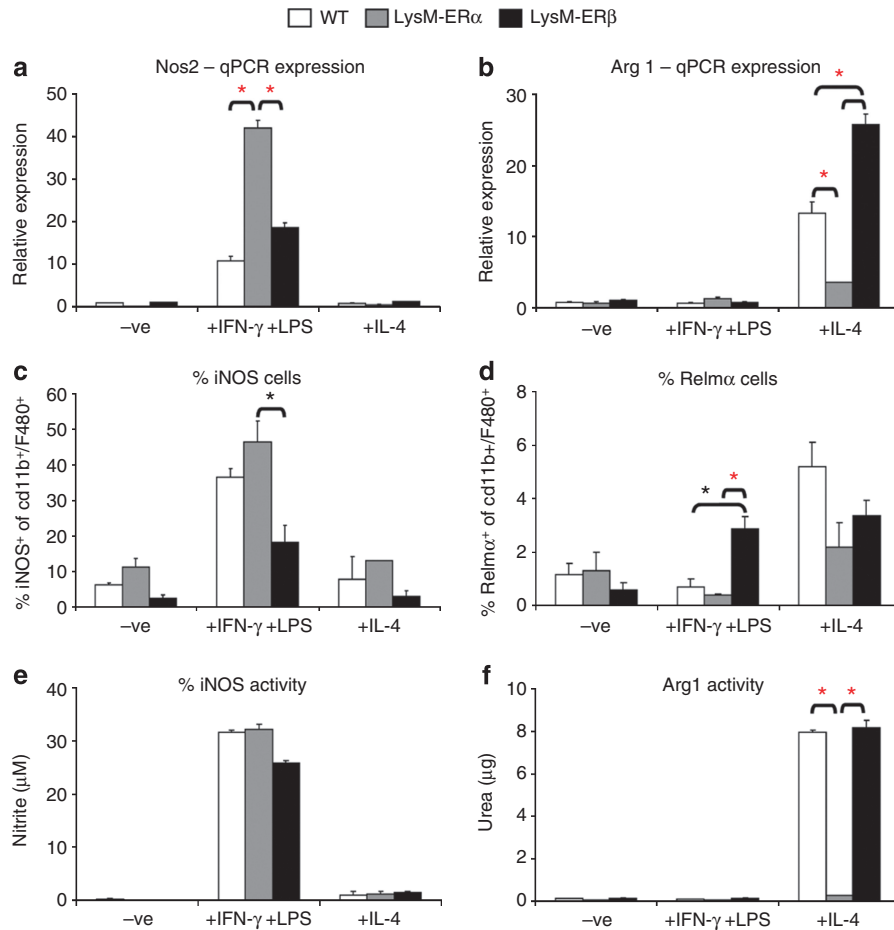 WT LysM-ERα LysM-ERβ
a Nos2 – qPCR expression
Relative expression
50
40
30
20
10
0
–ve +IFN-γ +LPS +IL-4
* *
b Arg 1 – qPCR expression
Relative expression
30
20
10
0
–ve +IFN-γ +LPS +IL-4
* *
c % iNOS cells
% iNOS⁺ of cd11b⁺/F480⁺
60
50
40
30
20
10
0
–ve +IFN-γ +LPS +IL-4
*
d % Relmα cells
% Relmα⁺ of cd11b+/F480⁺
8
6
4
2
0
–ve +IFN-γ +LPS +IL-4
* *
e % iNOS activity
Nitrite (μM)
40
30
20
10
0
–ve +IFN-γ +LPS +IL-4
f Arg1 activity
Urea (μg)
10
8
6
4
2
0
–ve +IFN-γ +LPS +IL-4
* *